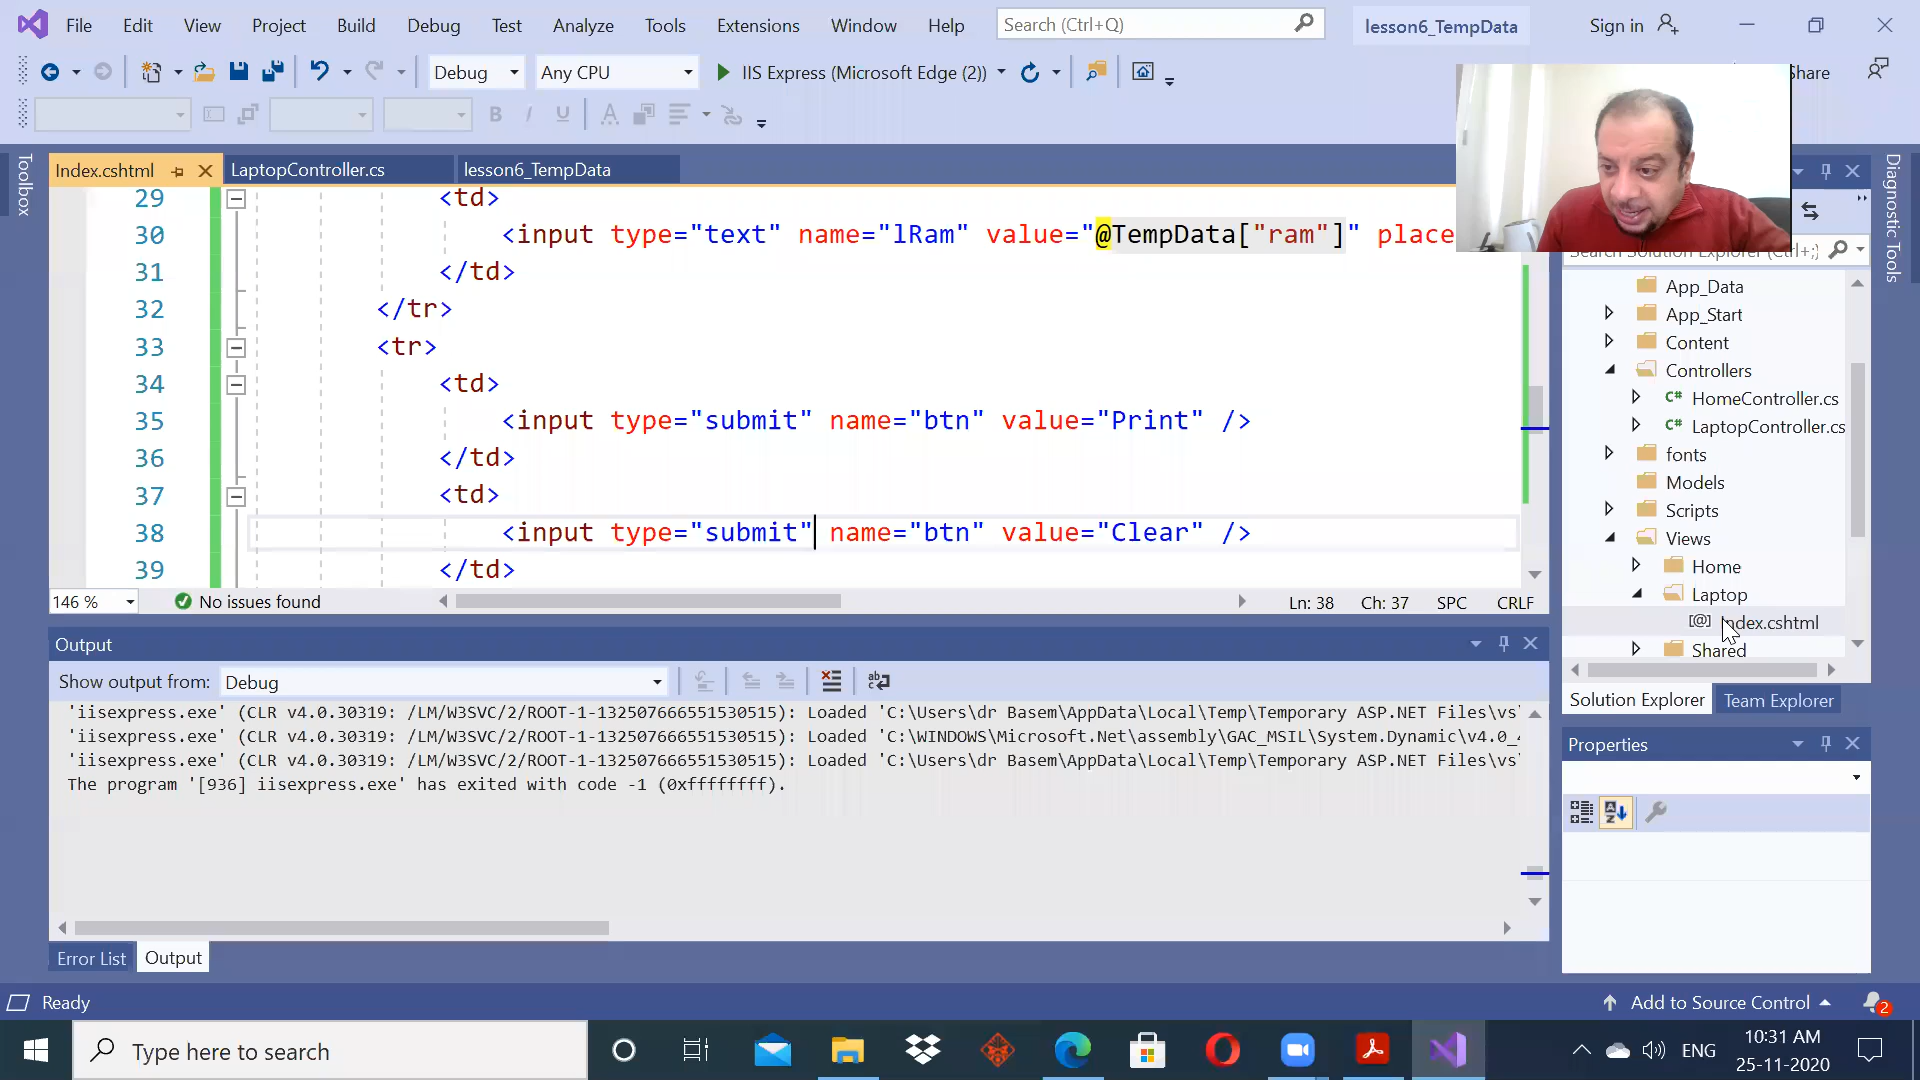 File Edit View Project Build Debug Test Analyze Tools Extensions Window Help Search (Ctrl+Q) lesson6_TempData Sign in
Debug Any CPU IIS Express (Microsoft Edge (2)) Share
B I U A
Toolbox
Index.cshtml LaptopController.cs lesson6_TempData
29 <td>
30 <input type="text" name="lRam" value="@TempData["ram"]" place
31 </td>
32 </tr>
33 <tr>
34 <td>
35 <input type="submit" name="btn" value="Print" />
36 </td>
37 <td>
38 <input type="submit" name="btn" value="Clear" />
39 </td>
146 % No issues found Ln: 38 Ch: 37 SPC CRLF
Output
Show output from: Debug
'iisexpress.exe' (CLR v4.0.30319: /LM/W3SVC/2/ROOT-1-132507666551530515): Loaded 'C:\Users\dr Basem\AppData\Local\Temp\Temporary ASP.NET Files\vs\
'iisexpress.exe' (CLR v4.0.30319: /LM/W3SVC/2/ROOT-1-132507666551530515): Loaded 'C:\WINDOWS\Microsoft.Net\assembly\GAC_MSIL\System.Dynamic\v4.0_4
'iisexpress.exe' (CLR v4.0.30319: /LM/W3SVC/2/ROOT-1-132507666551530515): Loaded 'C:\Users\dr Basem\AppData\Local\Temp\Temporary ASP.NET Files\vs\
The program '[936] iisexpress.exe' has exited with code -1 (0xffffffff).
Error List Output
Search Solution Explorer (Ctrl+;)
App_Data
App_Start
Content
Controllers
C# HomeController.cs
C# LaptopController.cs
fonts
Models
Scripts
Views
Home
Laptop
[@] Index.cshtml
Shared
Solution Explorer Team Explorer
Properties
Diagnostic Tools
Ready Add to Source Control 2
Type here to search ENG 10:31 AM
25-11-2020